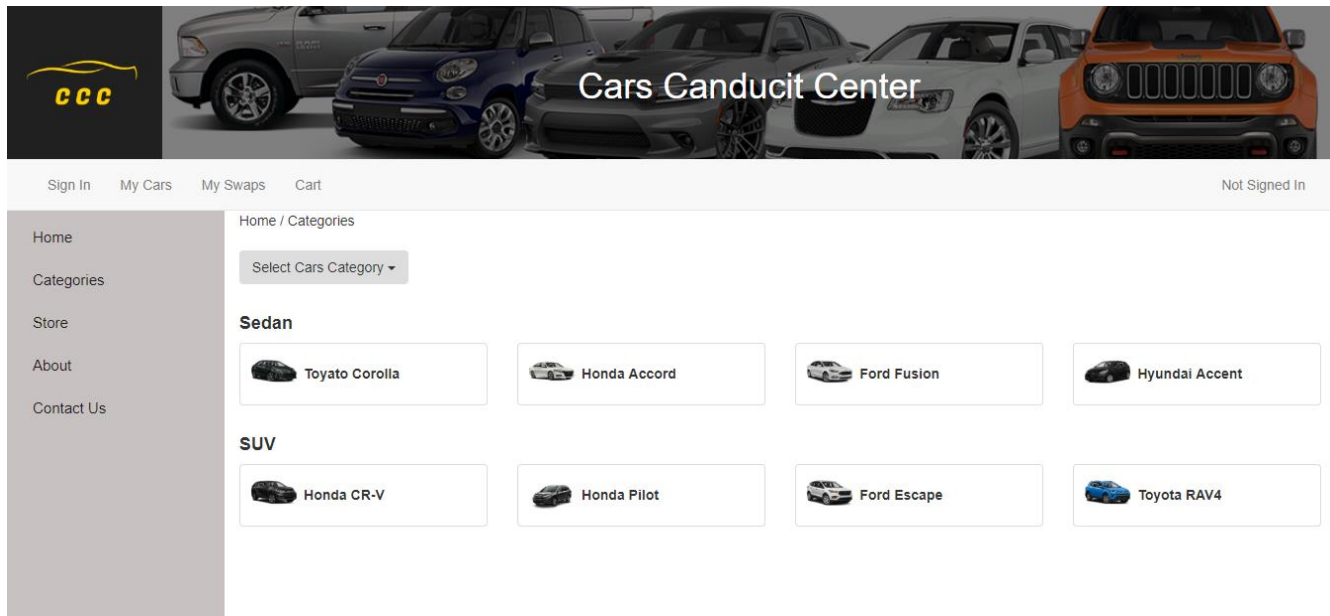 CCC
Cars Canducit Center
Sign In My Cars My Swaps Cart Not Signed In
Home
Categories
Store
About
Contact Us
Home / Categories
Select Cars Category
Sedan
Toyato Corolla Honda Accord Ford Fusion Hyundai Accent
SUV
Honda CR-V Honda Pilot Ford Escape Toyota RAV4